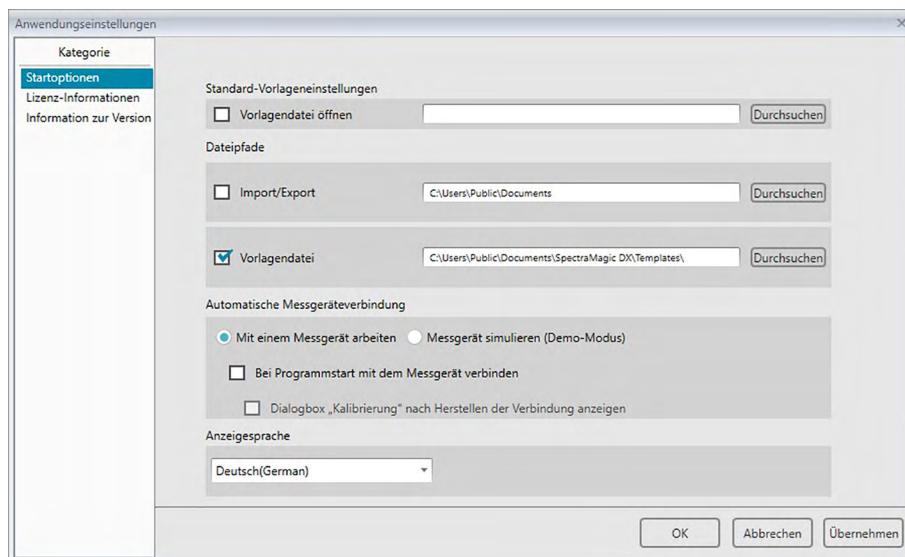 Anwendungseinstellungen
Kategorie
Startoptionen
Lizenz-Informationen
Information zur Version
Standard-Vorlageneinstellungen
Vorlagendatei öffnen Durchsuchen
Dateipfade
Import/Export C:\Users\Public\Documents Durchsuchen
Vorlagendatei C:\Users\Public\Documents\SpectraMagic DX\Templates\ Durchsuchen
Automatische Messgeräteverbindung
Mit einem Messgerät arbeiten Messgerät simulieren (Demo-Modus)
Bei Programmstart mit dem Messgerät verbinden
Dialogbox „Kalibrierung" nach Herstellen der Verbindung anzeigen
Anzeigesprache
Deutsch(German)
OK Abbrechen Übernehmen